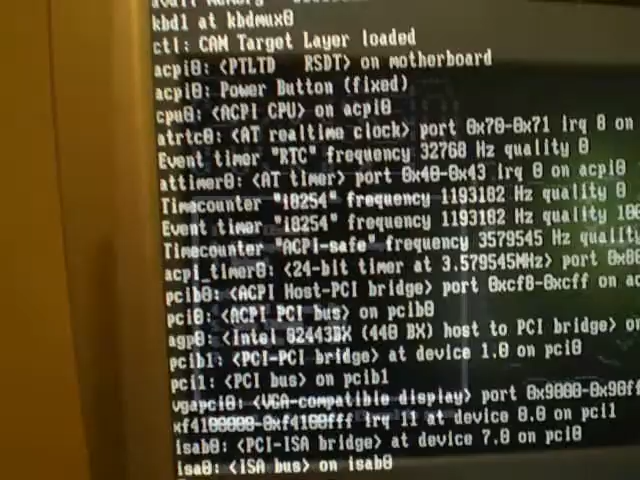 kbd1 at kbdmux0
ctl: CAM Target Layer loaded
acpi0: <PTLTD   RSDT> on motherboard
acpi0: Power Button (fixed)
cpu0: <ACPI CPU> on acpi0
atrtc0: <AT realtime clock> port 0x70-0x71 irq 8 on
Event timer "RTC" frequency 32768 Hz quality 0
attimer0: <AT timer> port 0x40-0x43 irq 0 on acpi0
Timecounter "i8254" frequency 1193182 Hz quality 0
Event timer "i8254" frequency 1193182 Hz quality 100
Timecounter "ACPI-safe" frequency 3579545 Hz quality
acpi_timer0: <24-bit timer at 3.579545MHz> port
pcib0: <ACPI Host-PCI bridge> port 0xcf8-0xcff on
pci0: <ACPI PCI bus> on pcib0
agp0: <Intel 82443BX (440 BX) host to PCI bridge> on
pcib1: <PCI-PCI bridge> at device 1.0 on pci0
pci1: <PCI bus> on pcib1
vgapci0: <VGA-compatible display> port 0x9000-0x90ff
xf4100000-0xf4100fff irq 11 at device 0.0 on pci1
isab0: <PCI-ISA bridge> at device 7.0 on pci0
isa0: <ISA bus> on isab0